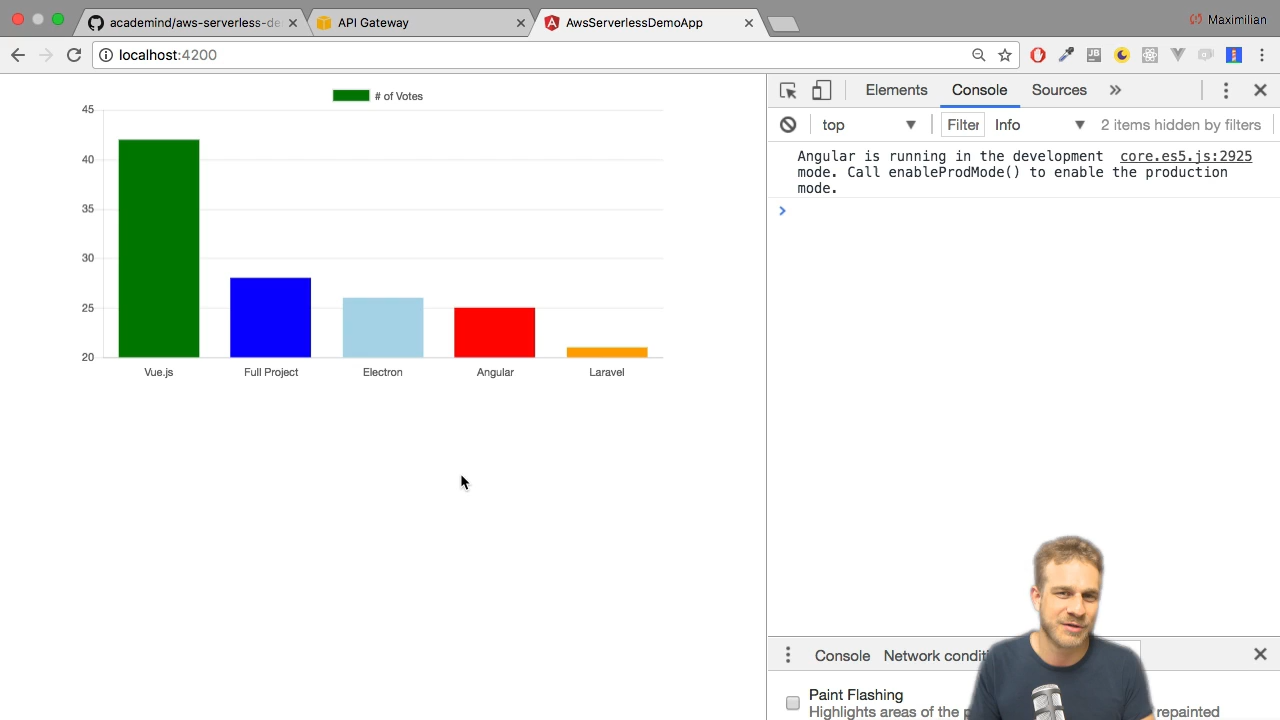 academind/aws-serverless-de
API Gateway
AwsServerlessDemoApp
Maximilian
localhost:4200
# of Votes
45
40
35
30
25
20
Vue.js
Full Project
Electron
Angular
Laravel
Elements
Console
Sources
top
Filter
Info
2 items hidden by filters
Angular is running in the development core.es5.js:2925
mode. Call enableProdMode() to enable the production
mode.
Console
Network conditi
Paint Flashing
Highlights areas of the p
repainted
JB